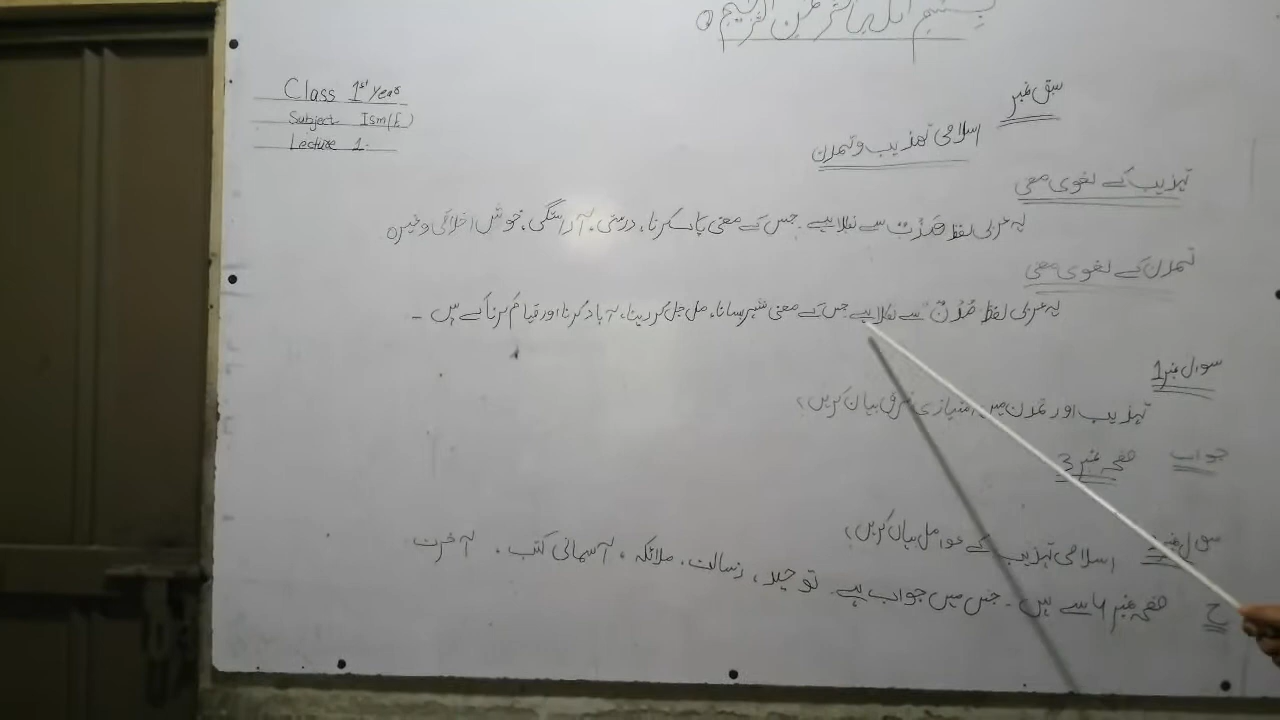 بسم اللہ الرحمن الرحیم
Class 1st Year
Subject Ism(E)
Lecture 1.
سبق نمبر
اسلامی تہذیب و تمدن
تہذیب کے لغوی معنی
یہ عربی لفظ سے نکلا ہے جس کے معنی پاک کرنا، درستی، آراستگی، خوش اخلاقی وغیرہ
تمدن کے لغوی معنی
یہ عربی لفظ مُدُنٌ سے نکلا ہے جس کے معنی شہر بسانا، مل جل کر رہنا، آباد کرنا اور قیام کرنا کے ہیں ۔
سوال نمبر 1
تہذیب اور تمدن میں امتیازی فرق بیان کریں؟
جواب صفحہ نمبر 3
سوال نمبر اسلامی تہذیب کے عوامل بیان کریں؟
ج صفحہ نمبر سے ہیں ۔ جس میں جواب ہے۔ توحید، رسالت، ملائکہ، آسمانی کتب، آخرت